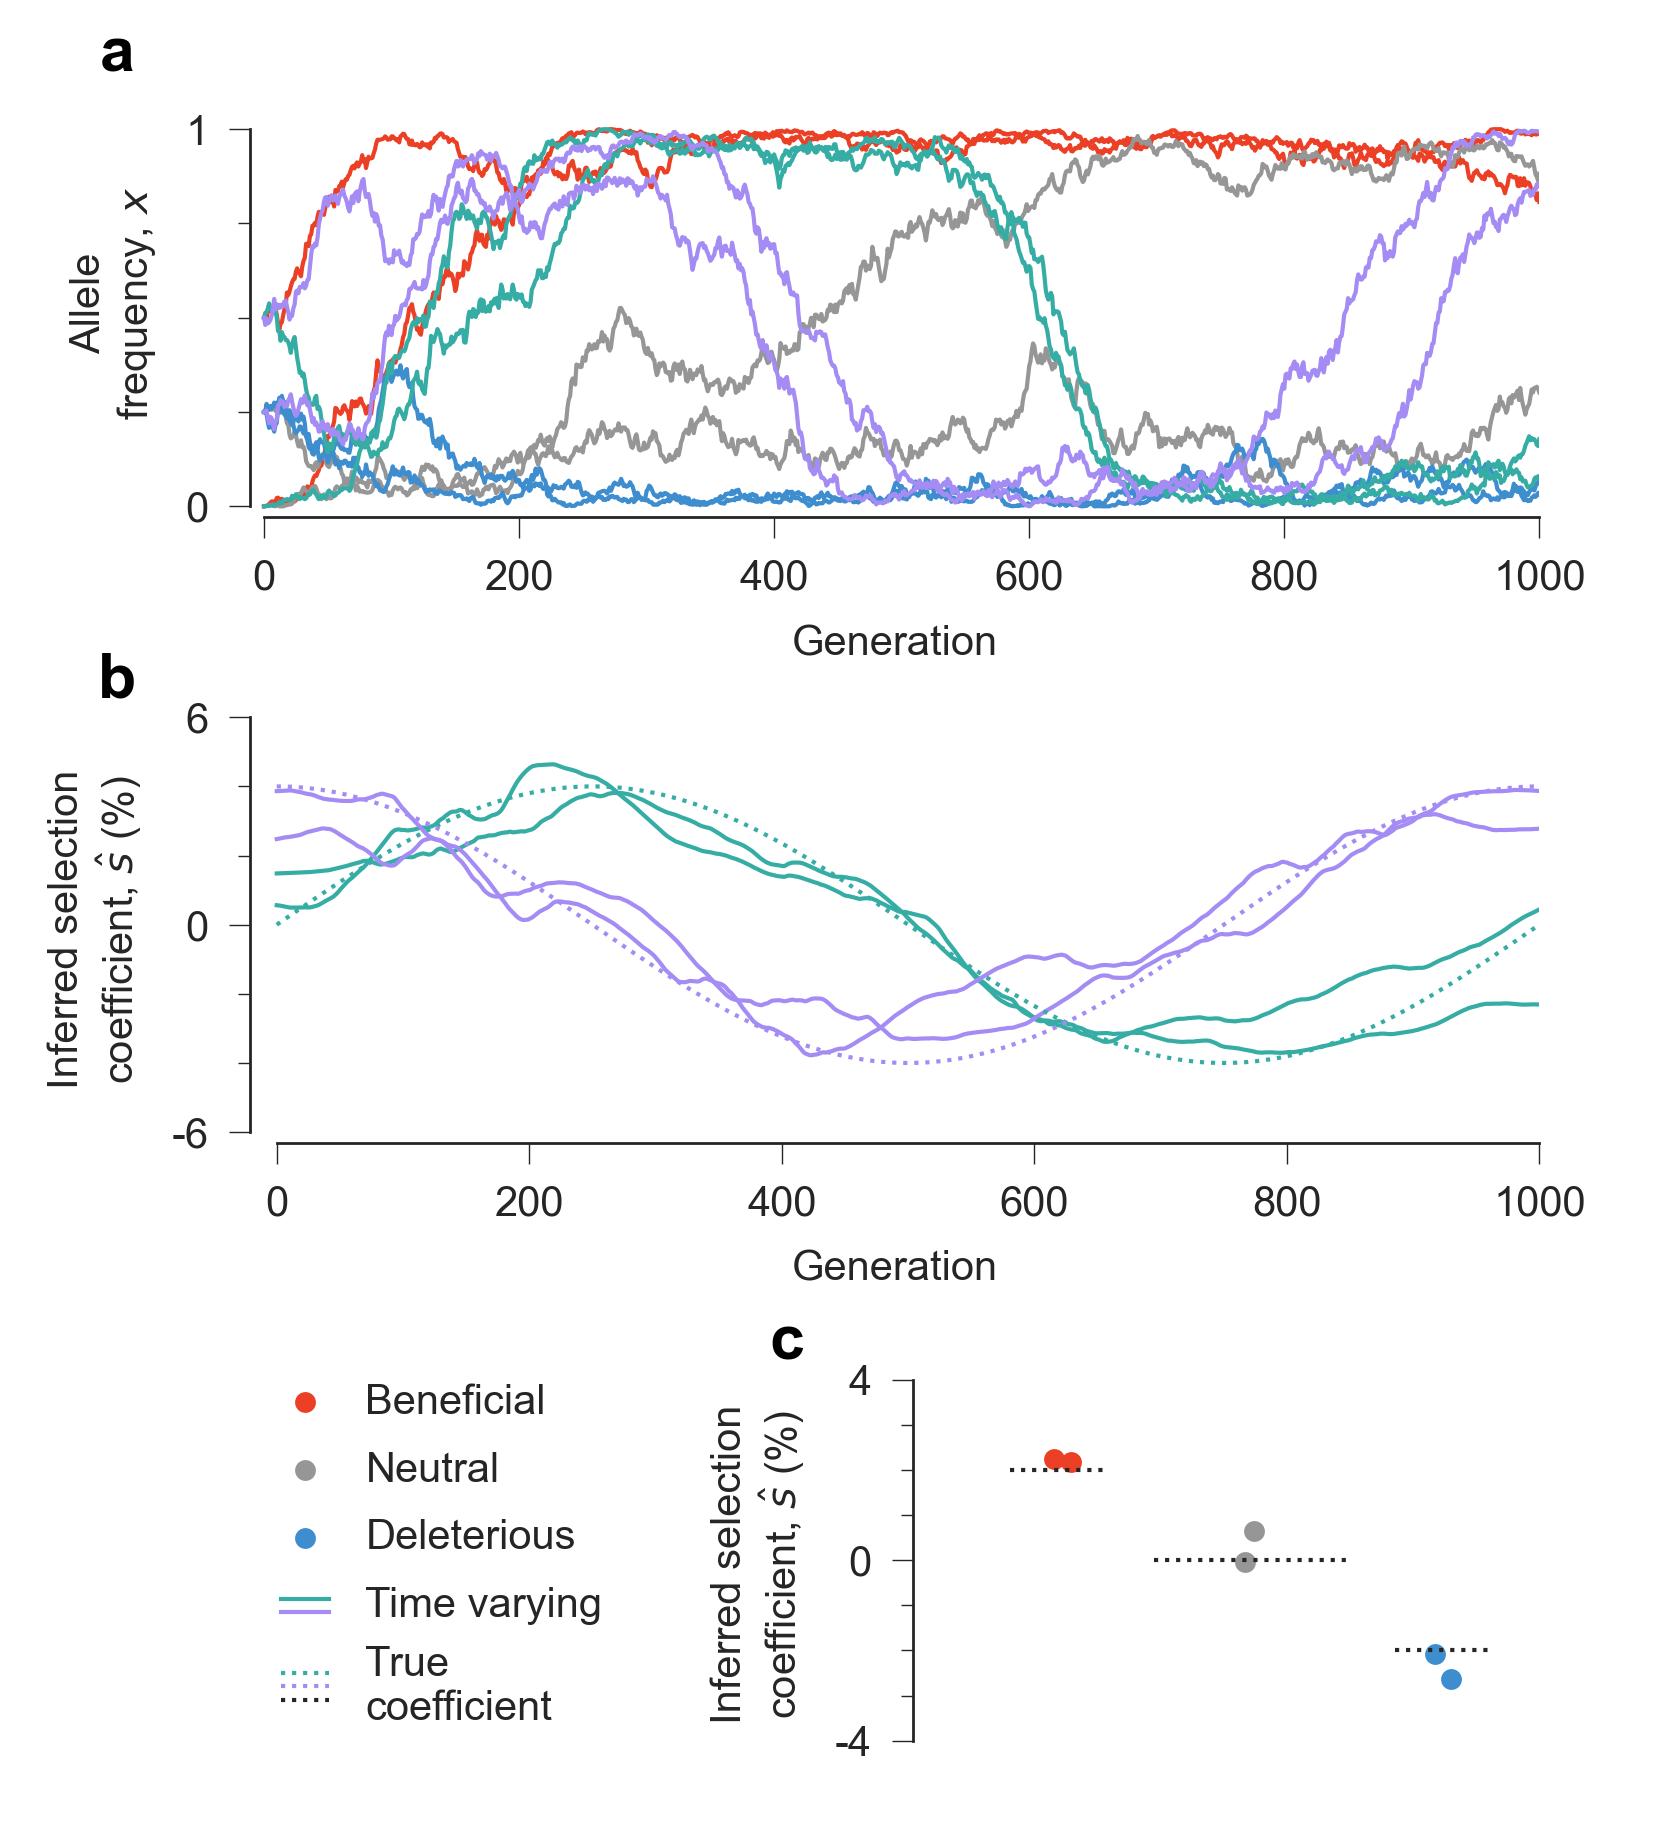 a
1
0
Allele
frequency, x
0 200 400 600 800 1000
Generation
b
6
0
-6
Inferred selection
coefficient, ŝ (%)
0 200 400 600 800 1000
Generation
c
4
0
-4
Inferred selection
coefficient, ŝ (%)
Beneficial
Neutral
Deleterious
Time varying
True
coefficient